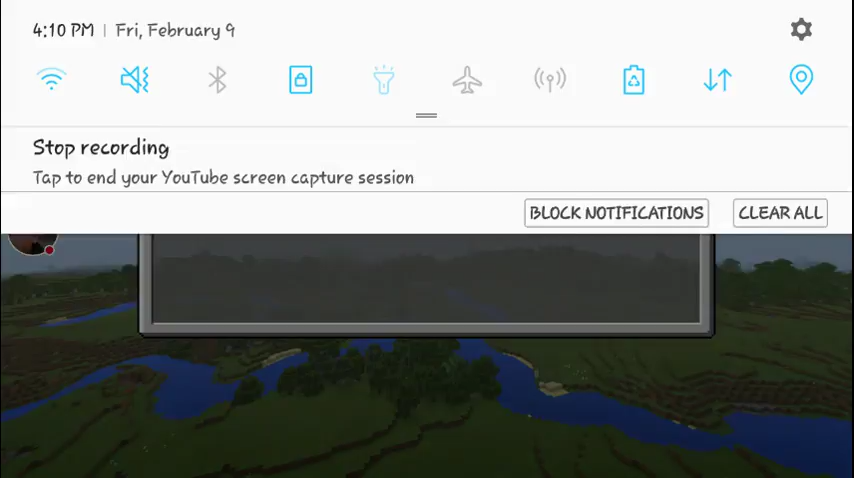 4:10 PM | Fri, February 9
Stop recording
Tap to end your YouTube screen capture session
BLOCK NOTIFICATIONS CLEAR ALL